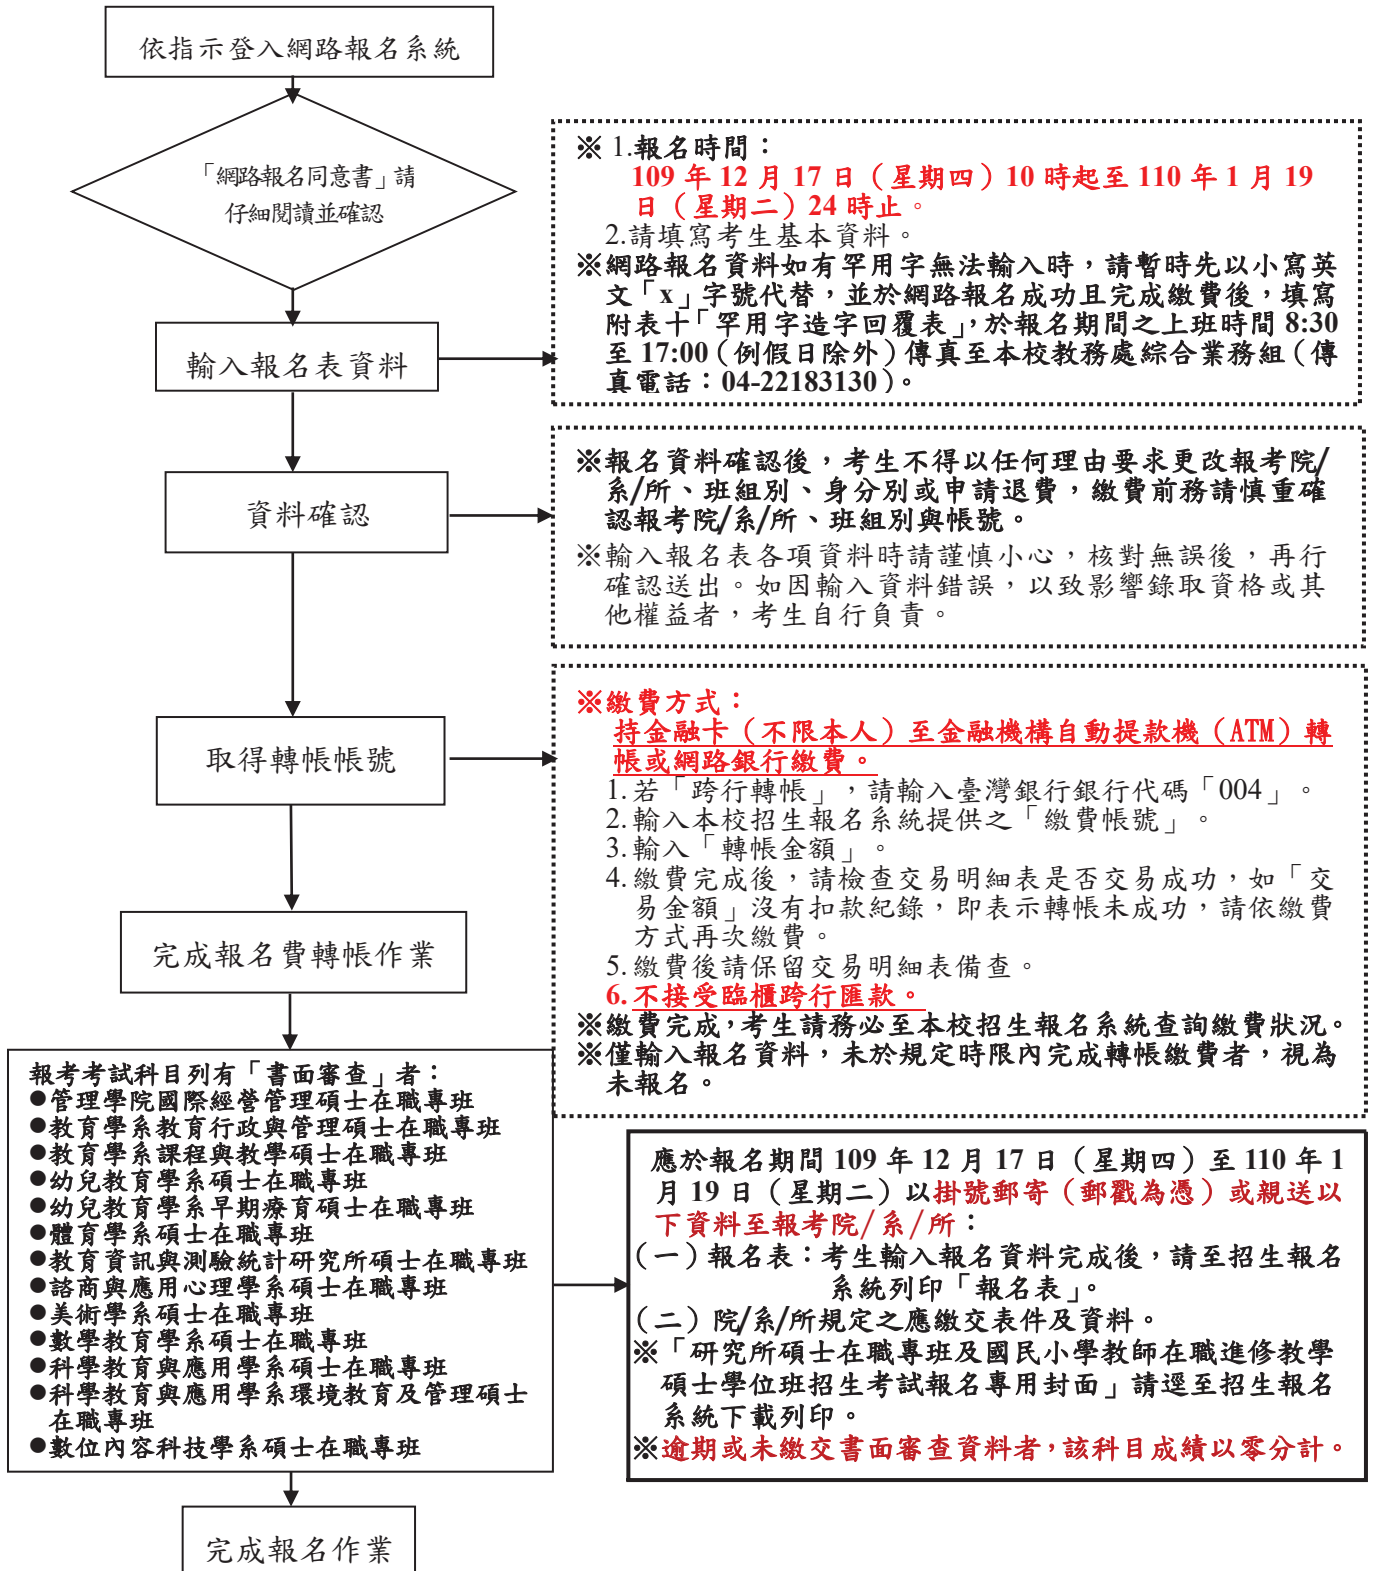 依指示登入網路報名系統
「網路報名同意書」請
仔細閱讀並確認
※ 1.報名時間：
109 年 12 月 17 日（星期四）10 時起至 110 年 1 月 19
日（星期二）24 時止。
2.請填寫考生基本資料。
※網路報名資料如有罕用字無法輸入時，請暫時先以小寫英
文「x」字號代替，並於網路報名成功且完成繳費後，填寫
附表十「罕用字造字回覆表」，於報名期間之上班時間 8:30
至 17:00（例假日除外）傳真至本校教務處綜合業務組（傳
真電話：04-22183130）。
輸入報名表資料
※報名資料確認後，考生不得以任何理由要求更改報考院/
系/所、班組別、身分別或申請退費，繳費前務請慎重確
認報考院/系/所、班組別與帳號。
※輸入報名表各項資料時請謹慎小心，核對無誤後，再行
確認送出。如因輸入資料錯誤，以致影響錄取資格或其
他權益者，考生自行負責。
資料確認
※繳費方式：
持金融卡（不限本人）至金融機構自動提款機（ATM）轉
帳或網路銀行繳費。
1.若「跨行轉帳」，請輸入臺灣銀行銀行代碼「004」。
2.輸入本校招生報名系統提供之「繳費帳號」。
3.輸入「轉帳金額」。
4.繳費完成後，請檢查交易明細表是否交易成功，如「交
易金額」沒有扣款紀錄，即表示轉帳未成功，請依繳費
方式再次繳費。
5.繳費後請保留交易明細表備查。
6.不接受臨櫃跨行匯款。
※繳費完成，考生請務必至本校招生報名系統查詢繳費狀況。
※僅輸入報名資料，未於規定時限內完成轉帳繳費者，視為
未報名。
取得轉帳帳號
完成報名費轉帳作業
報考考試科目列有「書面審查」者：
●管理學院國際經營管理碩士在職專班
●教育學系教育行政與管理碩士在職專班
●教育學系課程與教學碩士在職專班
●幼兒教育學系碩士在職專班
●幼兒教育學系早期療育碩士在職專班
●體育學系碩士在職專班
●教育資訊與測驗統計研究所碩士在職專班
●諮商與應用心理學系碩士在職專班
●美術學系碩士在職專班
●數學教育學系碩士在職專班
●科學教育與應用學系碩士在職專班
●科學教育與應用學系環境教育及管理碩士
在職專班
●數位內容科技學系碩士在職專班
應於報名期間 109 年 12 月 17 日（星期四）至 110 年 1
月 19 日（星期二）以掛號郵寄（郵戳為憑）或親送以
下資料至報考院/系/所：
（一）報名表：考生輸入報名資料完成後，請至招生報名
系統列印「報名表」。
（二）院/系/所規定之應繳交表件及資料。
※「研究所碩士在職專班及國民小學教師在職進修教學
碩士學位班招生考試報名專用封面」請逕至招生報名
系統下載列印。
※逾期或未繳交書面審查資料者，該科目成績以零分計。
完成報名作業